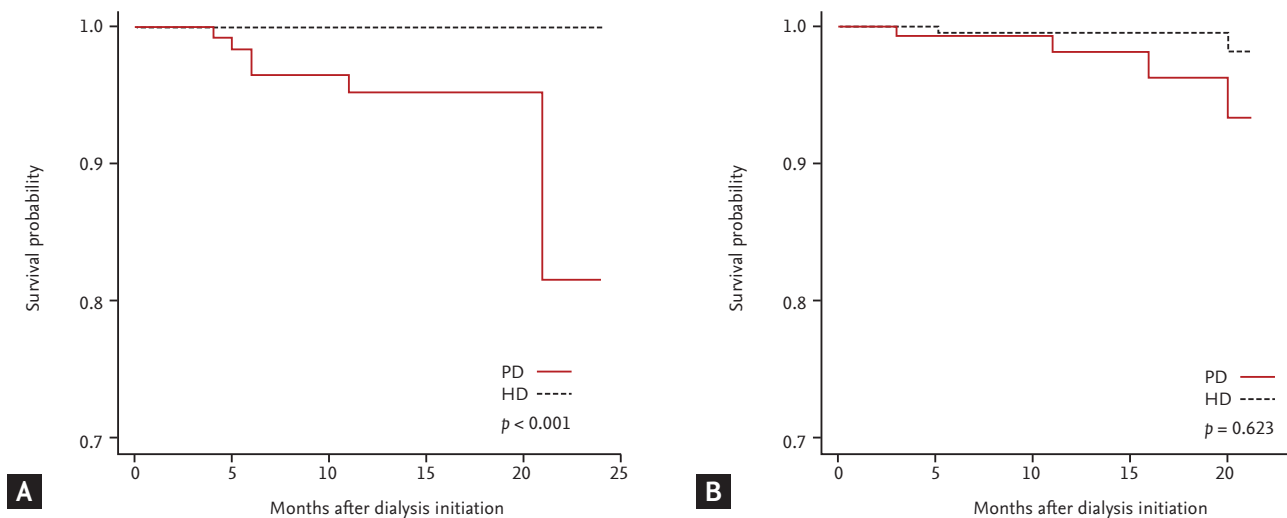 1.0
0.9
0.8
0.7
Survival probability
PD
HD
p < 0.001
0 5 10 15 20 25
Months after dialysis initiation
A
1.0
0.9
0.8
0.7
Survival probability
PD
HD
p = 0.623
0 5 10 15 20
Months after dialysis initiation
B